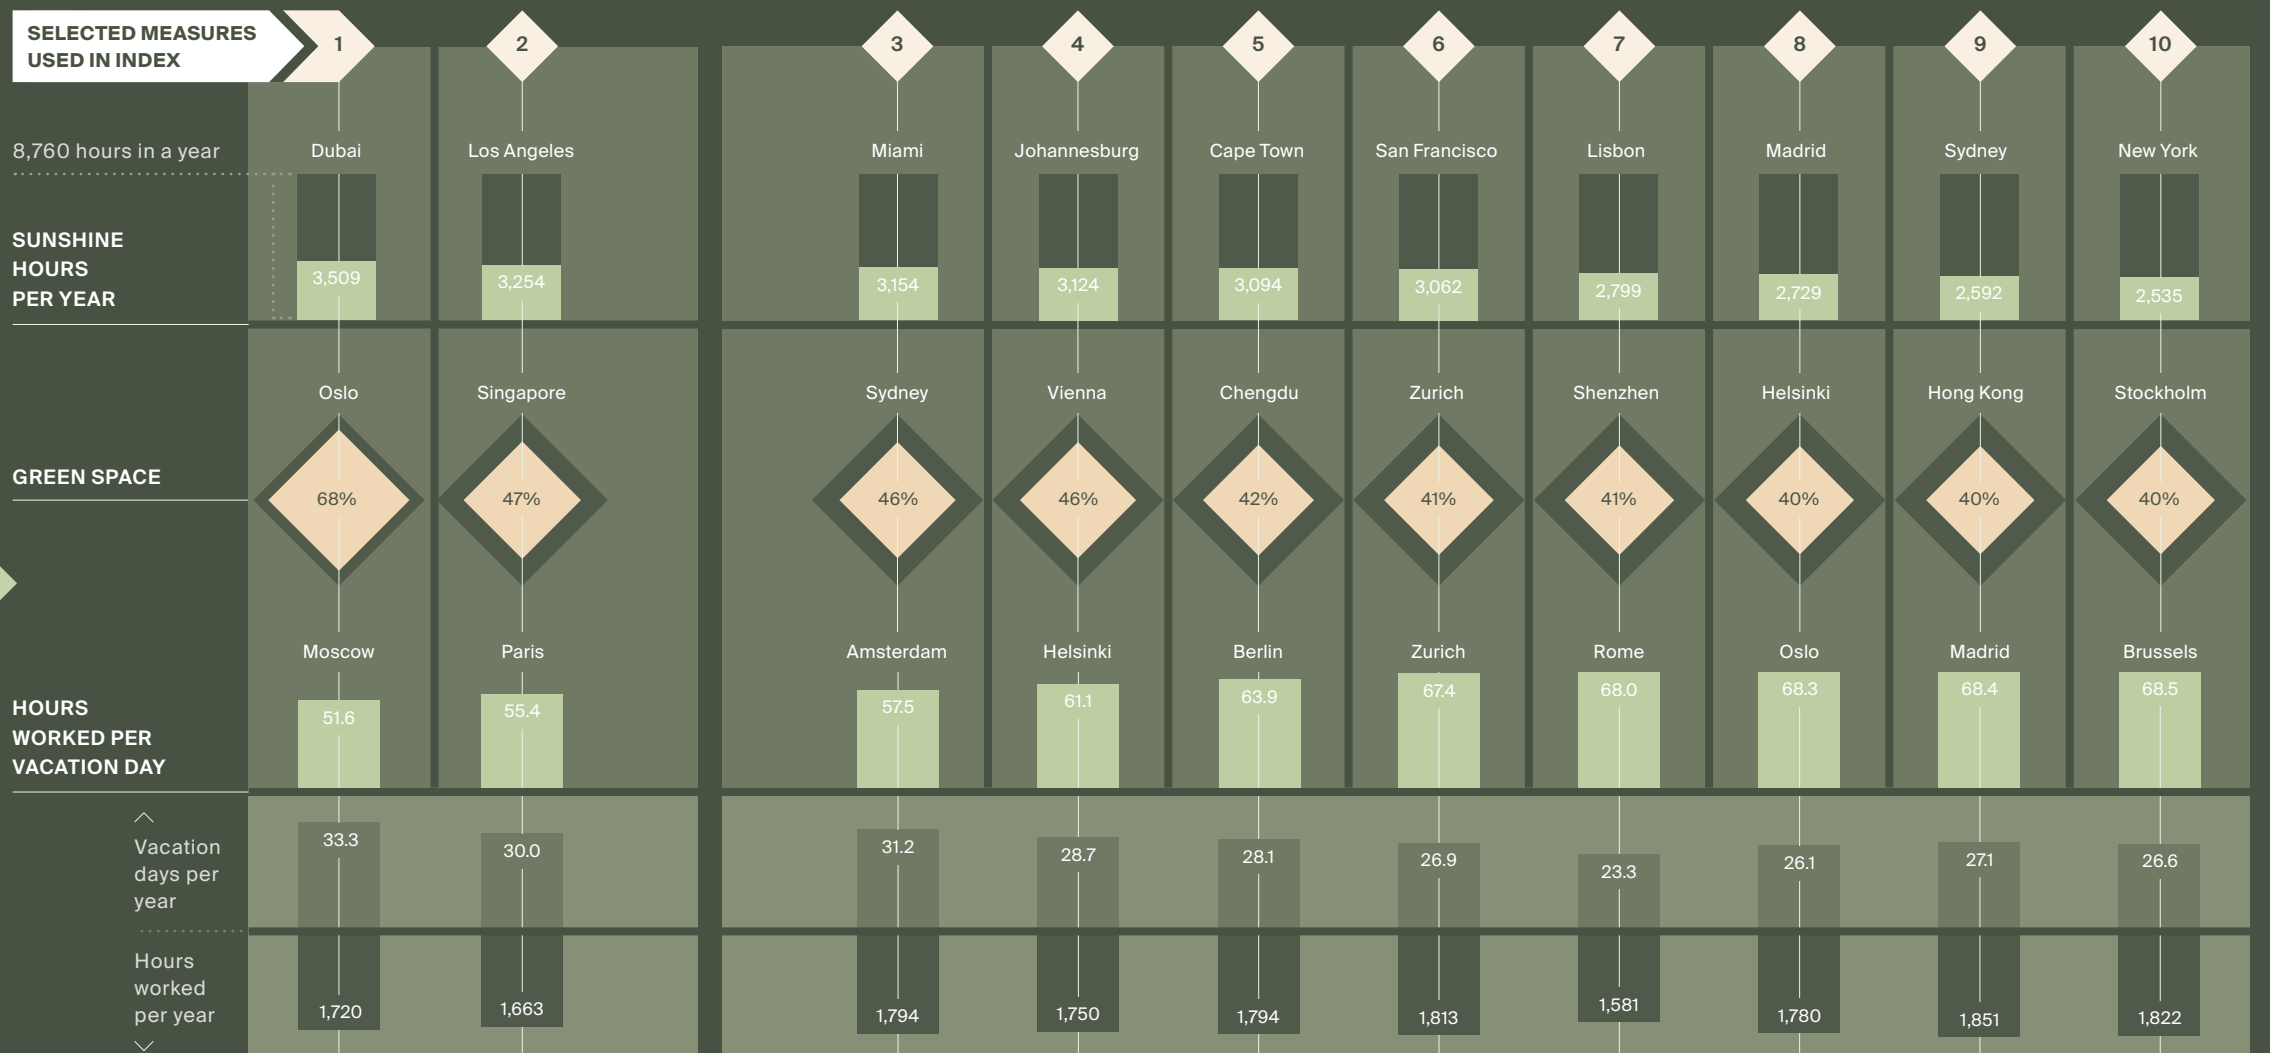 SELECTED MEASURES
USED IN INDEX
1 2 3 4 5 6 7 8 9 10
8,760 hours in a year
Dubai Los Angeles Miami Johannesburg Cape Town San Francisco Lisbon Madrid Sydney New York
SUNSHINE
HOURS
PER YEAR
3,509 3,254 3,154 3,124 3,094 3,062 2,799 2,729 2,592 2,535
Oslo Singapore Sydney Vienna Chengdu Zurich Shenzhen Helsinki Hong Kong Stockholm
GREEN SPACE
68% 47% 46% 46% 42% 41% 41% 40% 40% 40%
Moscow Paris Amsterdam Helsinki Berlin Zurich Rome Oslo Madrid Brussels
HOURS
WORKED PER
VACATION DAY
51.6 55.4 57.5 61.1 63.9 67.4 68.0 68.3 68.4 68.5
Vacation
days per
year
33.3 30.0 31.2 28.7 28.1 26.9 23.3 26.1 27.1 26.6
Hours
worked
per year
1,720 1,663 1,794 1,750 1,794 1,813 1,581 1,780 1,851 1,822